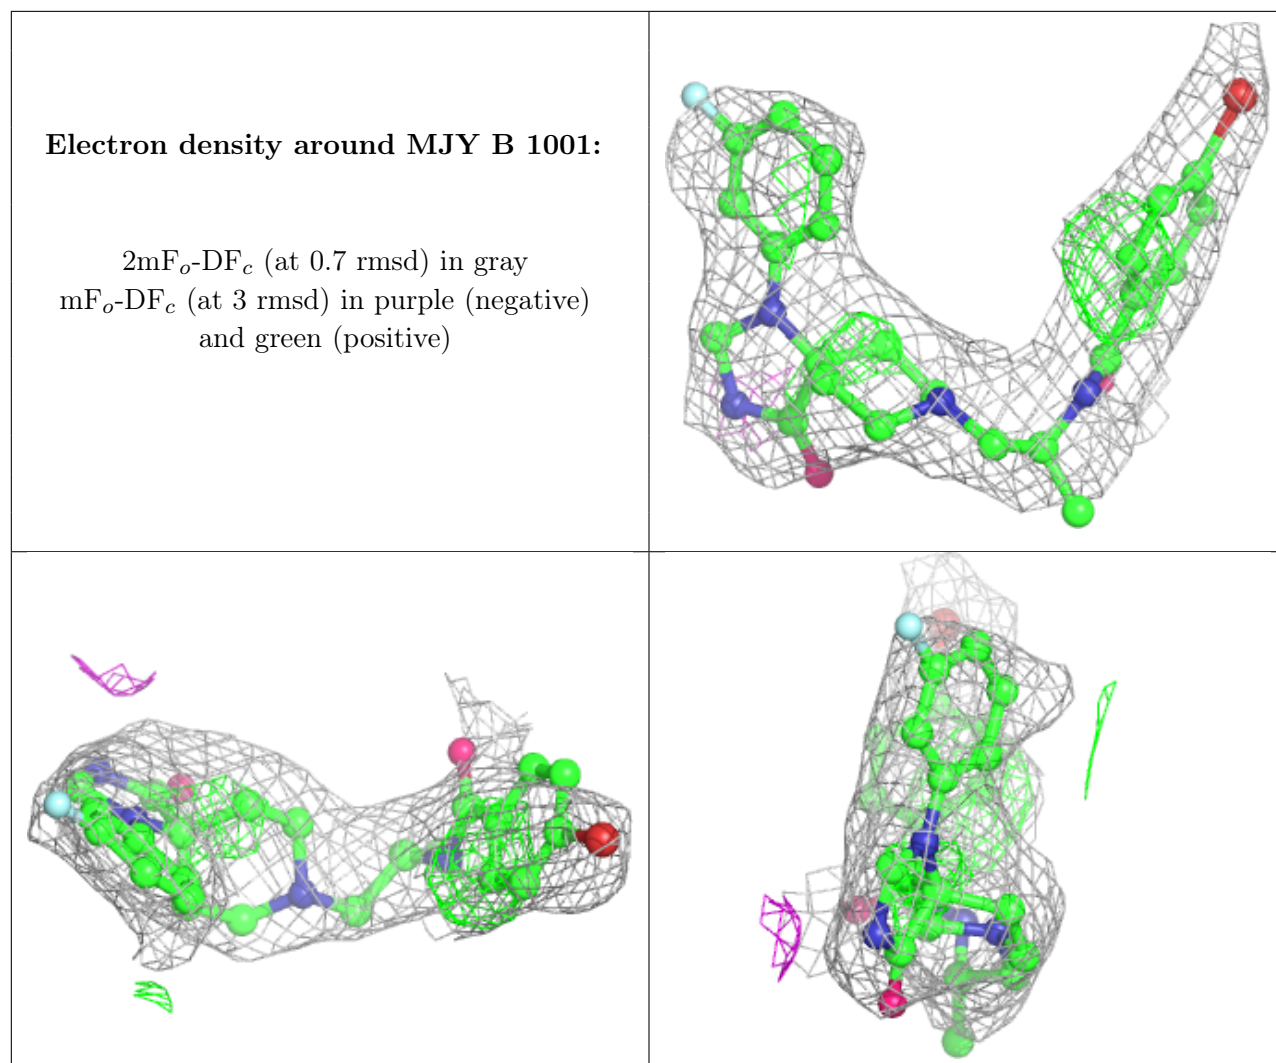 Electron density around MJY B 1001:
2mFo-DFc (at 0.7 rmsd) in gray
mFo-DFc (at 3 rmsd) in purple (negative)
and green (positive)